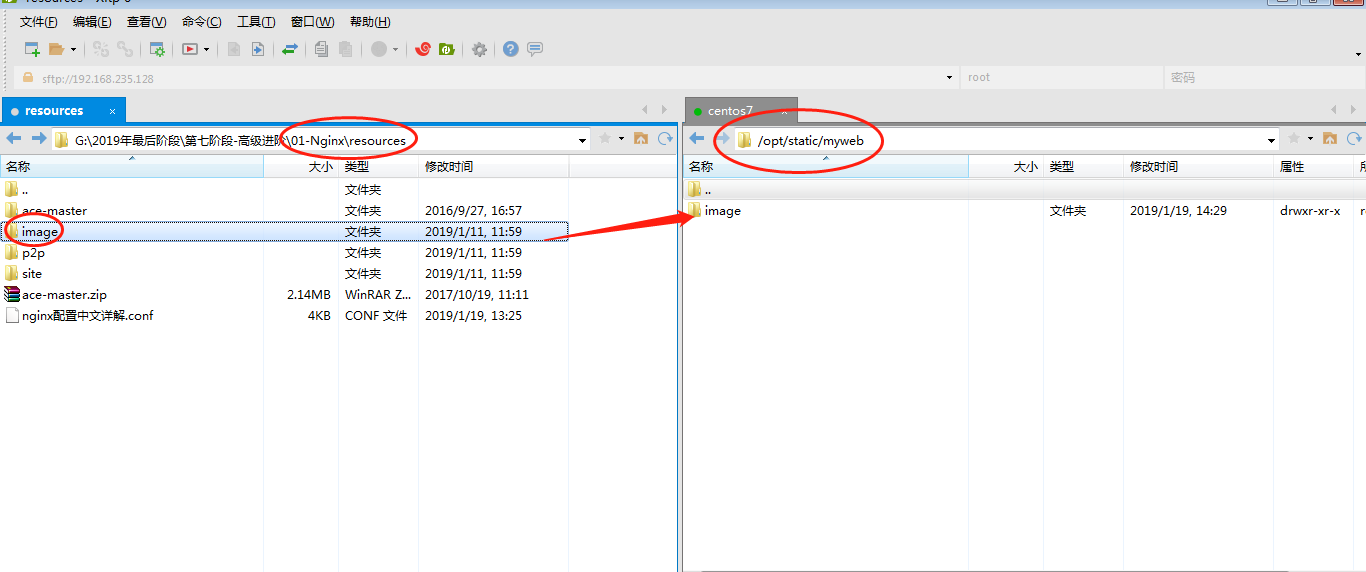 resources - Xftp 6
文件(F) 编辑(E) 查看(V) 命令(C) 工具(T) 窗口(W) 帮助(H)
sftp://192.168.235.128 root 密码
resources × centos7 ×
G:\2019年最后阶段\第七阶段-高级进阶\01-Nginx\resources /opt/static/myweb
名称 大小 类型 修改时间 名称 大小 类型 修改时间 属性
.. 文件夹 ..
ace-master 文件夹 2016/9/27, 16:57 image 文件夹 2019/1/19, 14:29 drwxr-xr-x
image 文件夹 2019/1/11, 11:59
p2p 文件夹 2019/1/11, 11:59
site 文件夹 2019/1/11, 11:59
ace-master.zip 2.14MB WinRAR Z... 2017/10/19, 11:11
nginx配置中文详解.conf 4KB CONF 文件 2019/1/19, 13:25